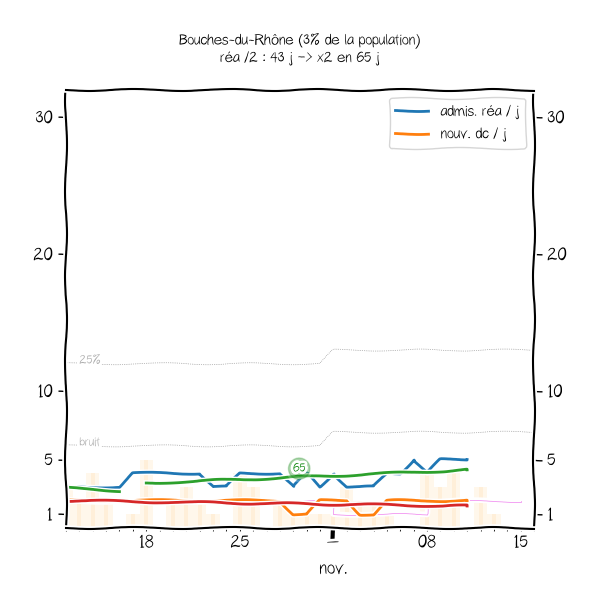 Bouches-du-Rhône (3% de la population)
réa /2 : 43 j -> x2 en 65 j
admis. réa / j
nouv. dc / j
30
30
20
20
25%
10
10
bruit
5
5
65
1
1
18
25
1
08
15
nov.